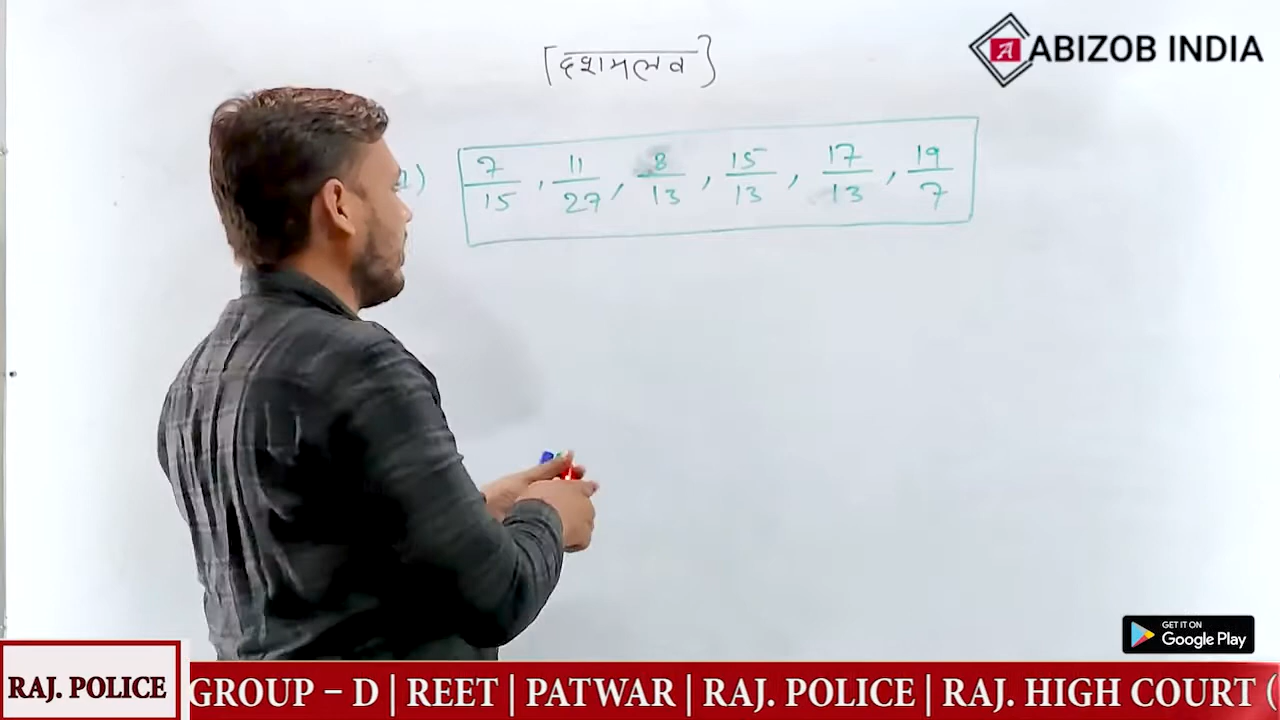 ABIZOB INDIA
[दशमलव}
1) 7/15, 11/27, 8/13, 15/13, 17/13, 19/7
GET IT ON
Google Play
RAJ. POLICE
GROUP – D | REET | PATWAR | RAJ. POLICE | RAJ. HIGH COURT (